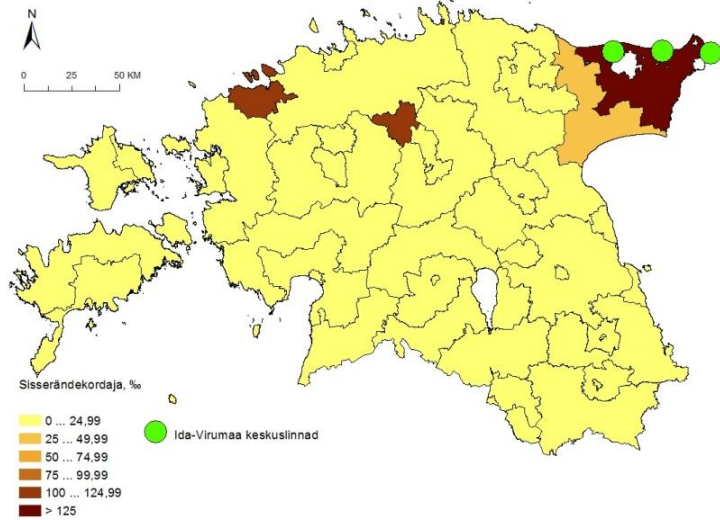 N
0 25 50 KM
Sisserändekordaja, ‰
0 ... 24,99
25 ... 49,99
50 ... 74,99
75 ... 99,99
100 ... 124,99
> 125
Ida-Virumaa keskuslinnad